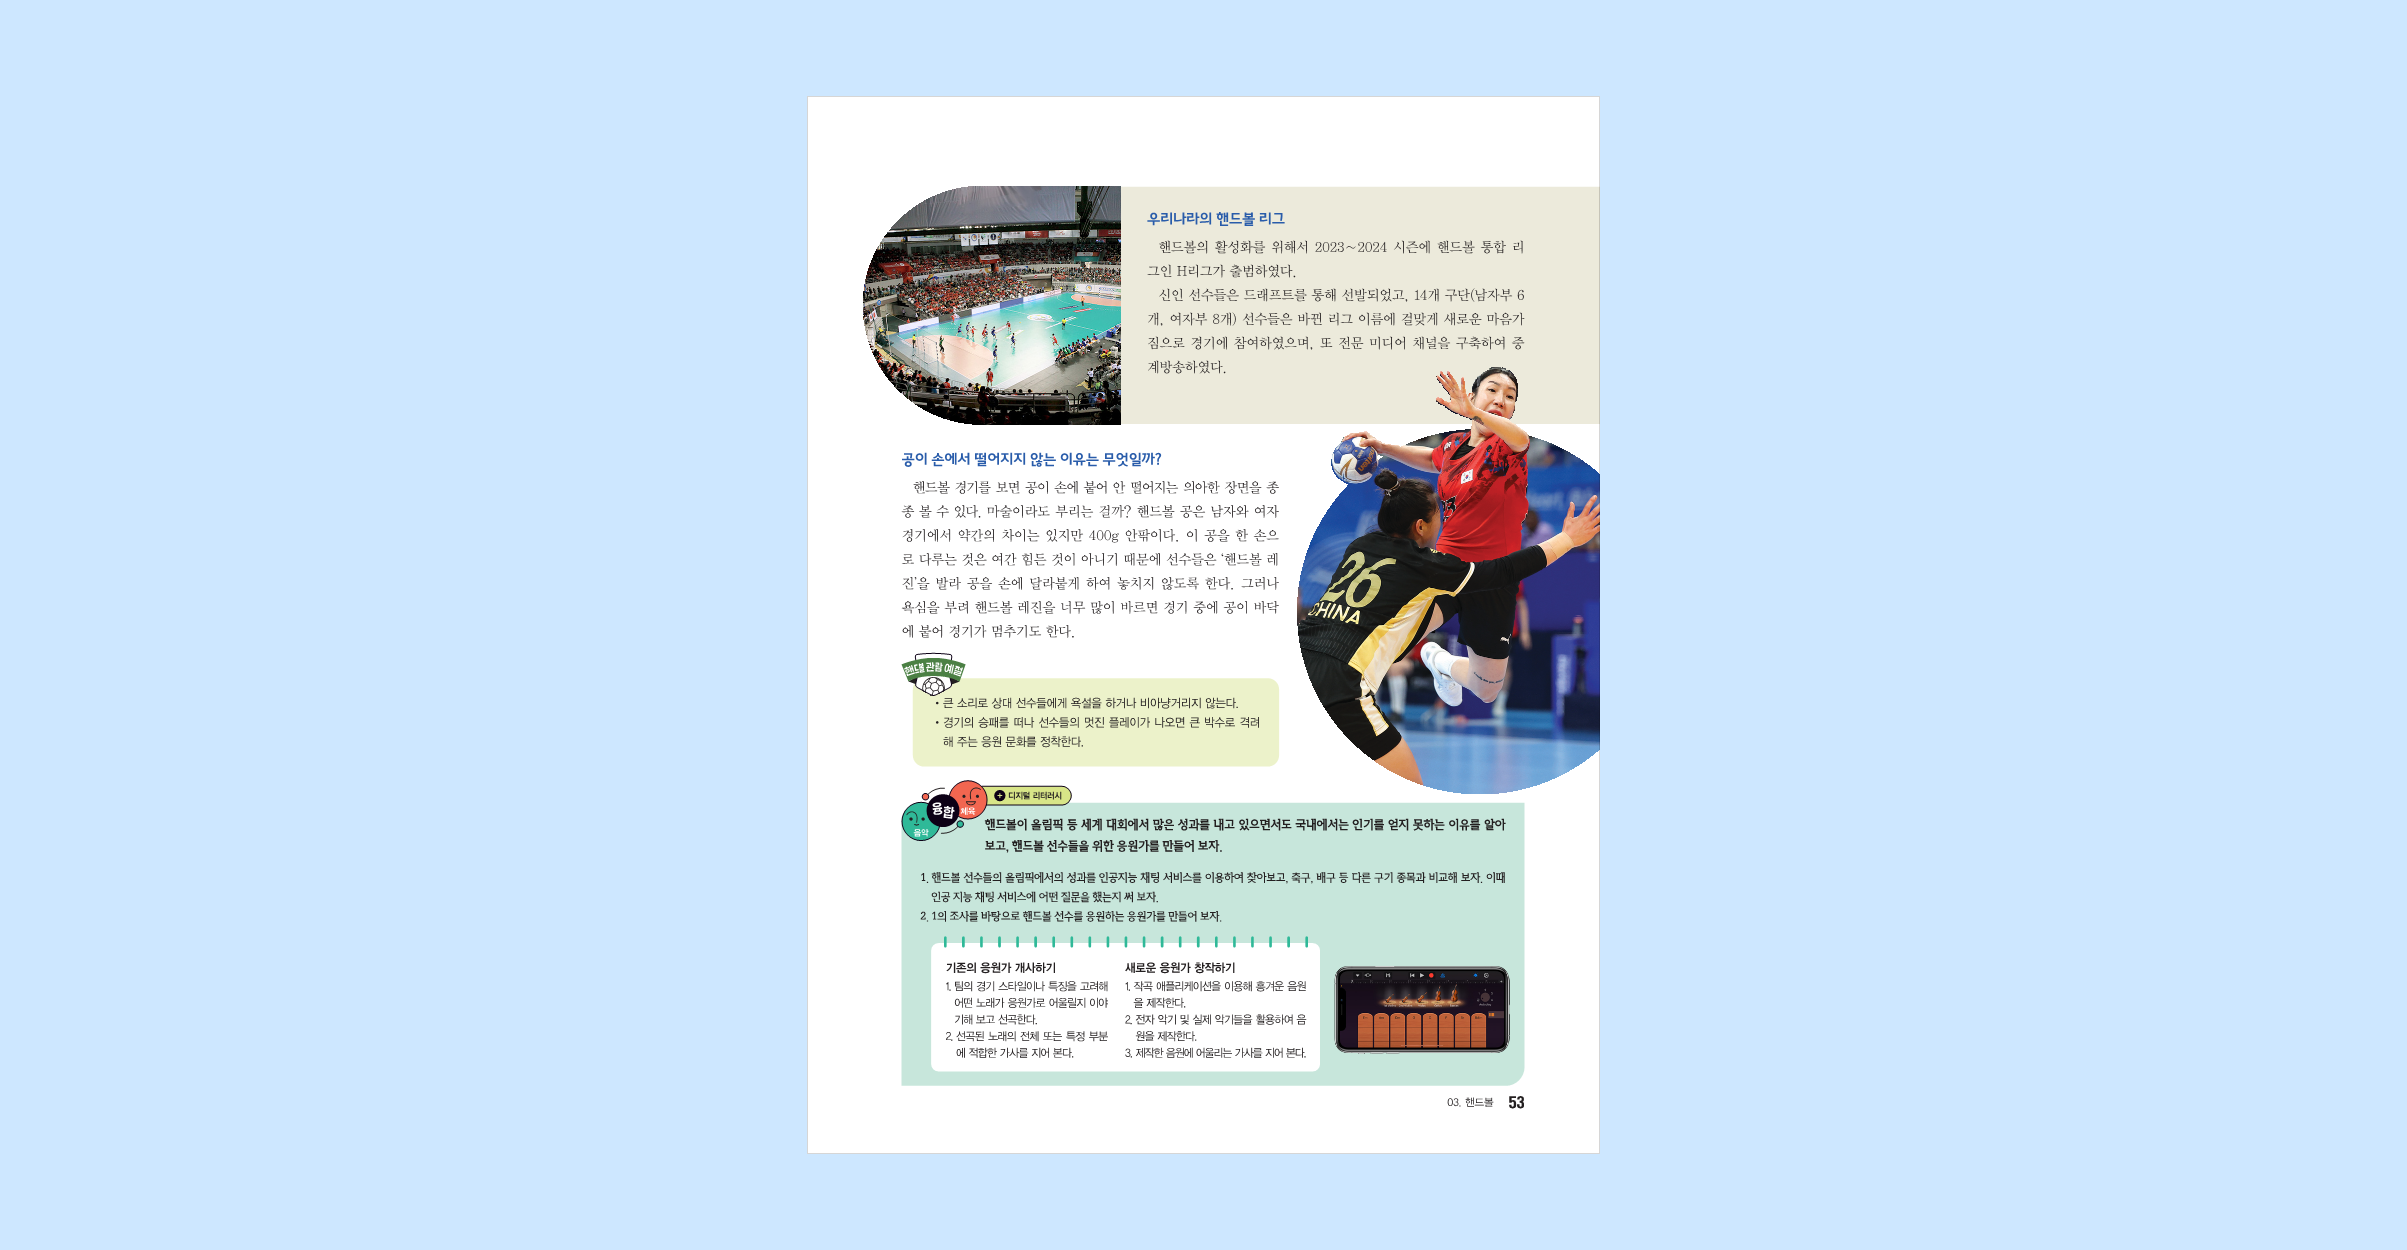 우리나라의 핸드볼 리그
핸드볼의 활성화를 위해서 2023~2024 시즌에 핸드볼 통합 리
그인 H리그가 출범하였다.
신인 선수들은 드래프트를 통해 선발되었고, 14개 구단(남자부 6
개, 여자부 8개) 선수들은 바뀐 리그 이름에 걸맞게 새로운 마음가
짐으로 경기에 참여하였으며, 또 전문 미디어 채널을 구축하여 중
계방송하였다.
공이 손에서 떨어지지 않는 이유는 무엇일까?
핸드볼 경기를 보면 공이 손에 붙어 안 떨어지는 의아한 장면을 종
종 볼 수 있다. 마술이라도 부리는 걸까? 핸드볼 공은 남자와 여자
경기에서 약간의 차이는 있지만 400g 안팎이다. 이 공을 한 손으
로 다루는 것은 여간 힘든 것이 아니기 때문에 선수들은 ‘핸드볼 레
진’을 발라 공을 손에 달라붙게 하여 놓치지 않도록 한다. 그러나
욕심을 부려 핸드볼 레진을 너무 많이 바르면 경기 중에 공이 바닥
에 붙어 경기가 멈추기도 한다.
26
CHINA
핸드볼 관람 예절
• 큰 소리로 상대 선수들에게 욕설을 하거나 비아냥거리지 않는다.
• 경기의 승패를 떠나 선수들의 멋진 플레이가 나오면 큰 박수로 격려
해 주는 응원 문화를 정착한다.
음악 융합 체육 + 디지털 리터러시
핸드볼이 올림픽 등 세계 대회에서 많은 성과를 내고 있으면서도 국내에서는 인기를 얻지 못하는 이유를 알아
보고, 핸드볼 선수들을 위한 응원가를 만들어 보자.
1. 핸드볼 선수들의 올림픽에서의 성과를 인공지능 채팅 서비스를 이용하여 찾아보고, 축구, 배구 등 다른 구기 종목과 비교해 보자. 이때
인공 지능 채팅 서비스에 어떤 질문을 했는지 써 보자.
2. 1의 조사를 바탕으로 핸드볼 선수를 응원하는 응원가를 만들어 보자.
기존의 응원가 개사하기
1. 팀의 경기 스타일이나 특징을 고려해
어떤 노래가 응원가로 어울릴지 이야
기해 보고 선곡한다.
2. 선곡된 노래의 전체 또는 특정 부분
에 적합한 가사를 지어 본다.
새로운 응원가 창작하기
1. 작곡 애플리케이션을 이용해 흥겨운 음원
을 제작한다.
2. 전자 악기 및 실제 악기들을 활용하여 음
원을 제작한다.
3. 제작한 음원에 어울리는 가사를 지어 본다.
03. 핸드볼 53